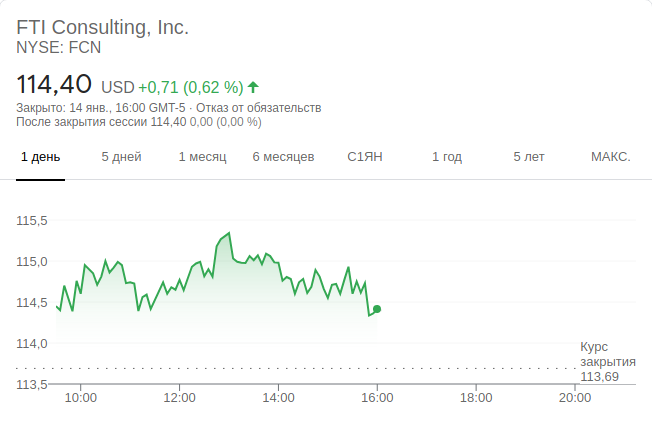 FTI Consulting, Inc.
NYSE: FCN
114,40 USD +0,71 (0,62 %)
Закрыто: 14 янв., 16:00 GMT-5 · Отказ от обязательств
После закрытия сессии 114,40 0,00 (0,00 %)
1 день 5 дней 1 месяц 6 месяцев С1ЯН 1 год 5 лет МАКС.
115,5
115,0
114,5
114,0
Курс
закрытия
113,69
113,5
10:00 12:00 14:00 16:00 18:00 20:00